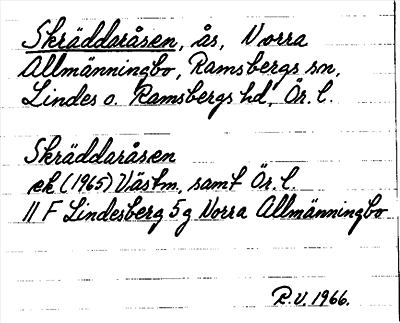 Skräddaråsen, ås, Norra
Allmänningbo, Ramsbergs sn,
Lindes o. Ramsbergs hd, Ör. l.
Skräddaråsen
ek (1965) Västm. samt Ör. l.
11 F Lindesberg 5 g Norra Allmänningbo
R.V. 1966.